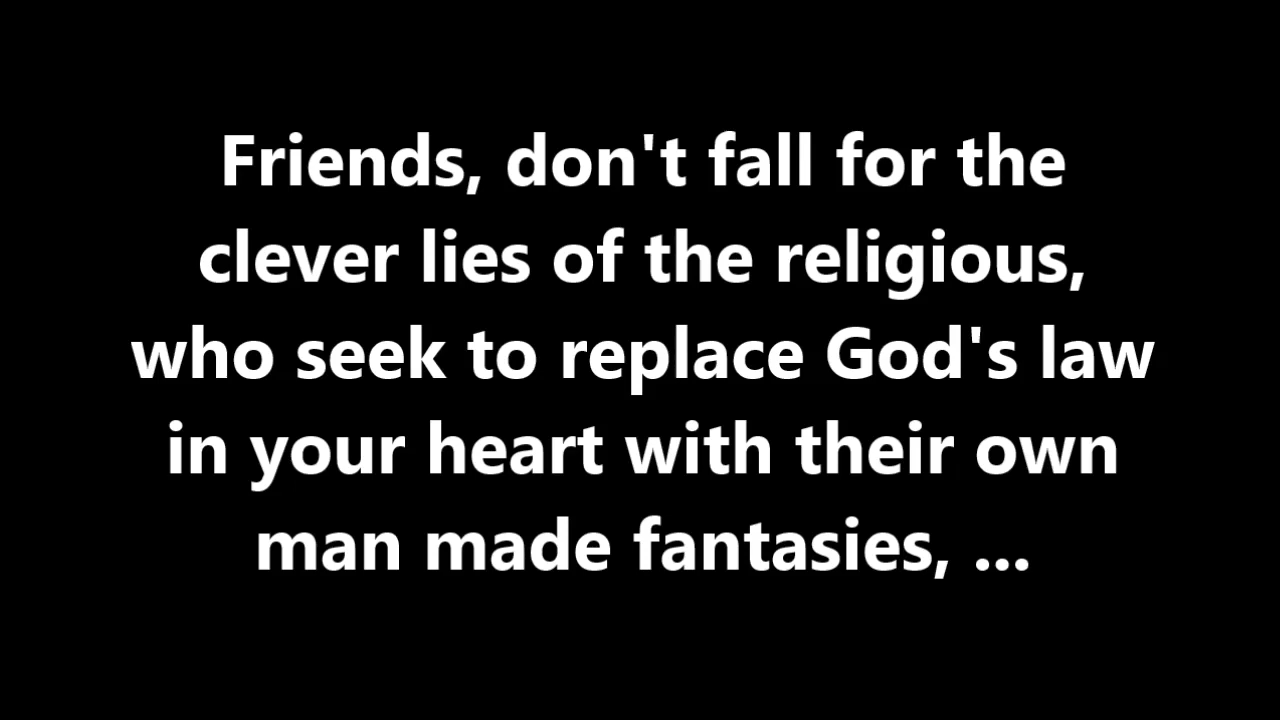 Friends, don't fall for the
clever lies of the religious,
who seek to replace God's law
in your heart with their own
man made fantasies, ...